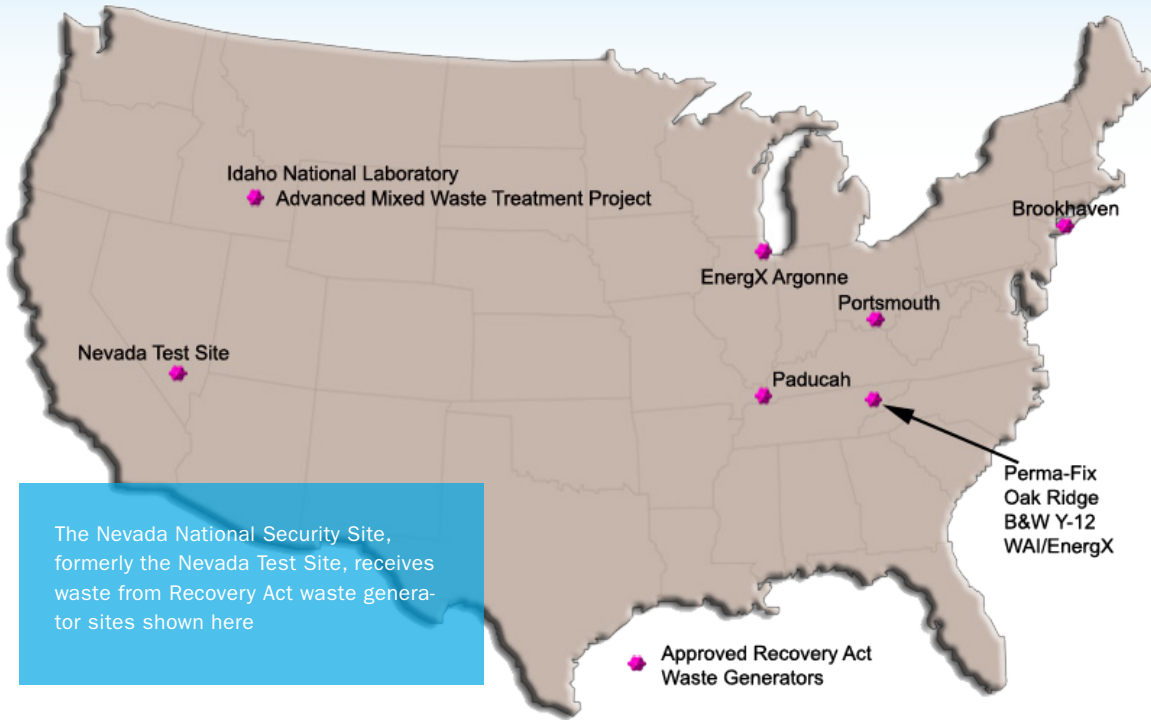 Idaho National Laboratory
Advanced Mixed Waste Treatment Project
Brookhaven
EnergX Argonne
Portsmouth
Nevada Test Site
Paducah
Perma-Fix
Oak Ridge
B&W Y-12
WAI/EnergX
The Nevada National Security Site,
formerly the Nevada Test Site, receives
waste from Recovery Act waste genera-
tor sites shown here
Approved Recovery Act
Waste Generators